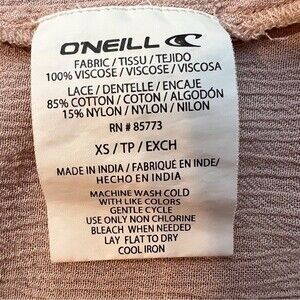 O'NEILL
FABRIC / TISSU / TEJIDO
100% VISCOSE / VISCOSE / VISCOSA
LACE / DENTELLE / ENCAJE
85% COTTON / COTON / ALGODÓN
15% NYLON / NYLON / NILON
RN # 85773
XS / TP / EXCH
MADE IN INDIA / FABRIQUÉ EN INDE/
HECHO EN INDIA
MACHINE WASH COLD
WITH LIKE COLORS
GENTLE CYCLE
USE ONLY NON CHLORINE
BLEACH WHEN NEEDED
LAY FLAT TO DRY
COOL IRON